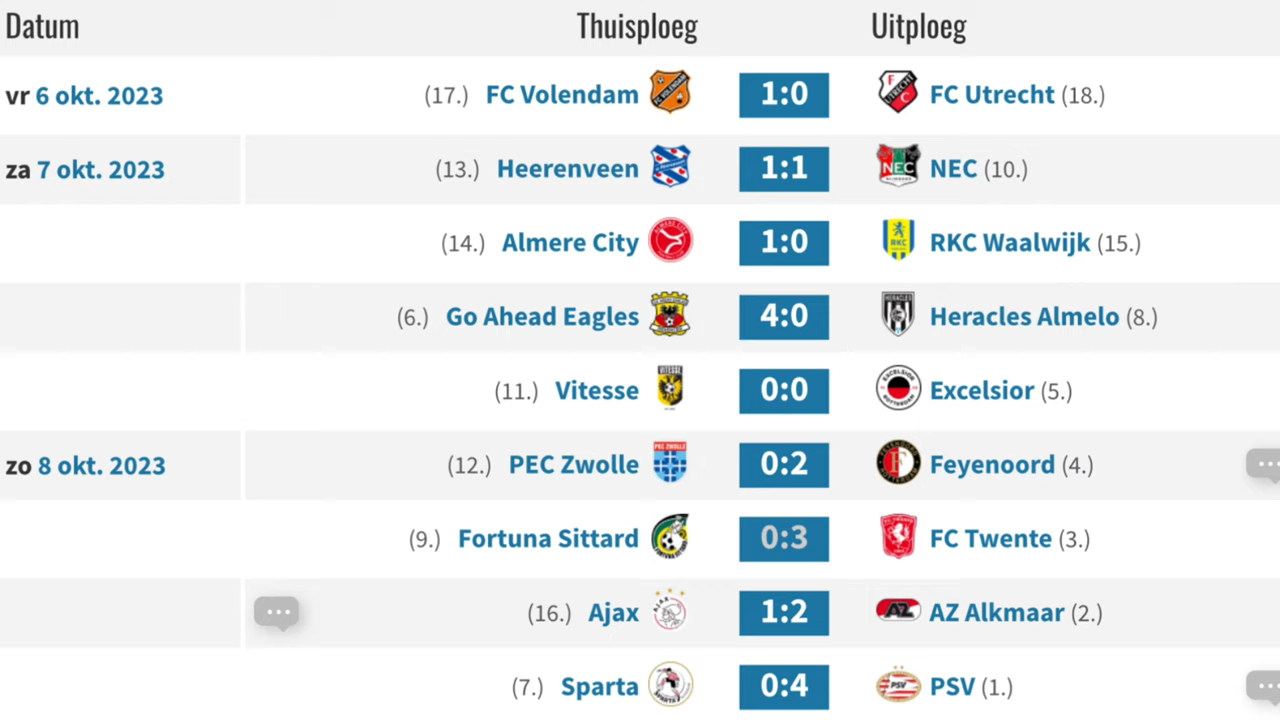 Datum Thuisploeg Uitploeg
vr 6 okt. 2023 (17.) FC Volendam 1:0 FC Utrecht (18.)
za 7 okt. 2023 (13.) Heerenveen 1:1 NEC (10.)
(14.) Almere City 1:0 RKC Waalwijk (15.)
(6.) Go Ahead Eagles 4:0 Heracles Almelo (8.)
(11.) Vitesse 0:0 Excelsior (5.)
zo 8 okt. 2023 (12.) PEC Zwolle 0:2 Feyenoord (4.)
(9.) Fortuna Sittard 0:3 FC Twente (3.)
(16.) Ajax 1:2 AZ Alkmaar (2.)
(7.) Sparta 0:4 PSV (1.)